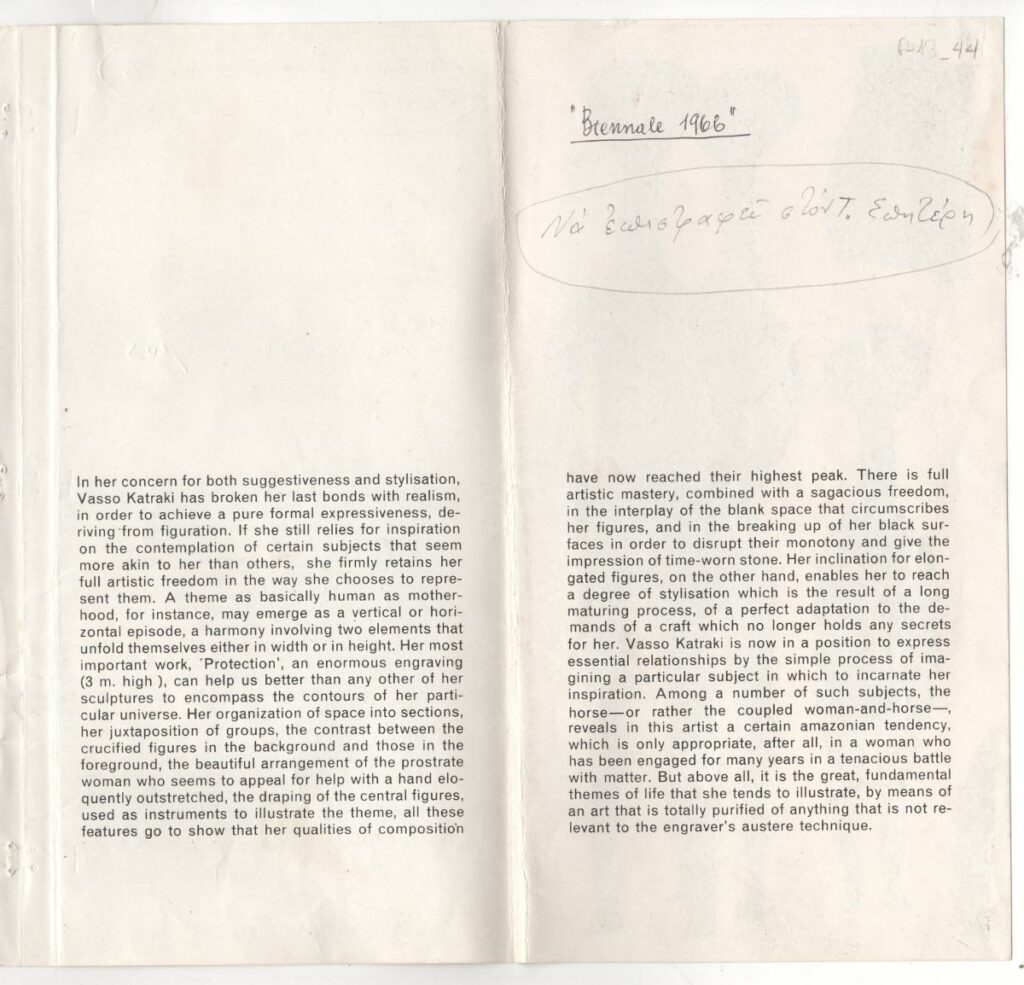 In her concern for both suggestiveness and stylisation,
Vasso Katraki has broken her last bonds with realism,
in order to achieve a pure formal expressiveness, de-
riving from figuration. If she still relies for inspiration
on the contemplation of certain subjects that seem
more akin to her than others, she firmly retains her
full artistic freedom in the way she chooses to repre-
sent them. A theme as basically human as mother-
hood, for instance, may emerge as a vertical or hori-
zontal episode, a harmony involving two elements that
unfold themselves either in width or in height. Her most
important work, 'Protection', an enormous engraving
(3 m. high ), can help us better than any other of her
sculptures to encompass the contours of her parti-
cular universe. Her organization of space into sections,
her juxtaposition of groups, the contrast between the
crucified figures in the background and those in the
foreground, the beautiful arrangement of the prostrate
woman who seems to appeal for help with a hand elo-
quently outstretched, the draping of the central figures,
used as instruments to illustrate the theme, all these
features go to show that her qualities of composition
44
"Biennale 1966"
Νά ἐπιστραφεῖ στόν Τ. Σπητέρη
have now reached their highest peak. There is full
artistic mastery, combined with a sagacious freedom,
in the interplay of the blank space that circumscribes
her figures, and in the breaking up of her black sur-
faces in order to disrupt their monotony and give the
impression of time-worn stone. Her inclination for elon-
gated figures, on the other hand, enables her to reach
a degree of stylisation which is the result of a long
maturing process, of a perfect adaptation to the de-
mands of a craft which no longer holds any secrets
for her. Vasso Katraki is now in a position to express
essential relationships by the simple process of ima-
gining a particular subject in which to incarnate her
inspiration. Among a number of such subjects, the
horse—or rather the coupled woman-and-horse—,
reveals in this artist a certain amazonian tendency,
which is only appropriate, after all, in a woman who
has been engaged for many years in a tenacious battle
with matter. But above all, it is the great, fundamental
themes of life that she tends to illustrate, by means of
an art that is totally purified of anything that is not re-
levant to the engraver's austere technique.